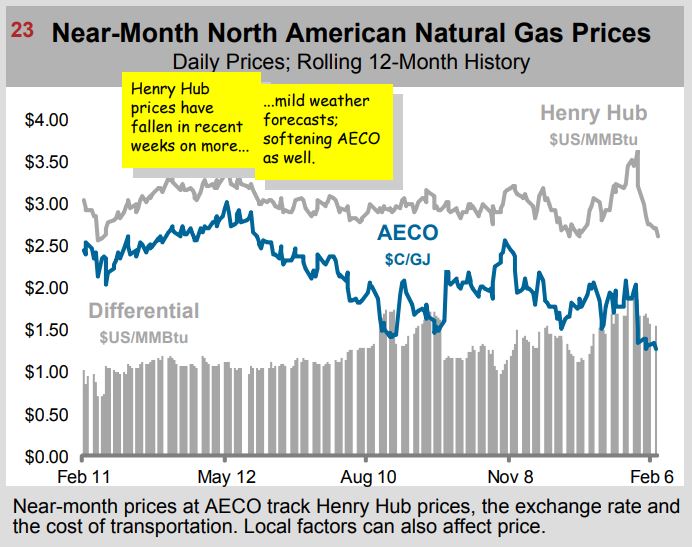 23 Near-Month North American Natural Gas Prices
Daily Prices; Rolling 12-Month History
Henry Hub
prices have
fallen in recent
weeks on more...
...mild weather
forecasts;
softening AECO
as well.
Henry Hub
$US/MMBtu
AECO
$C/GJ
Differential
$US/MMBtu
$4.00
$3.50
$3.00
$2.50
$2.00
$1.50
$1.00
$0.50
$0.00
Feb 11 May 12 Aug 10 Nov 8 Feb 6
Near-month prices at AECO track Henry Hub prices, the exchange rate and
the cost of transportation. Local factors can also affect price.